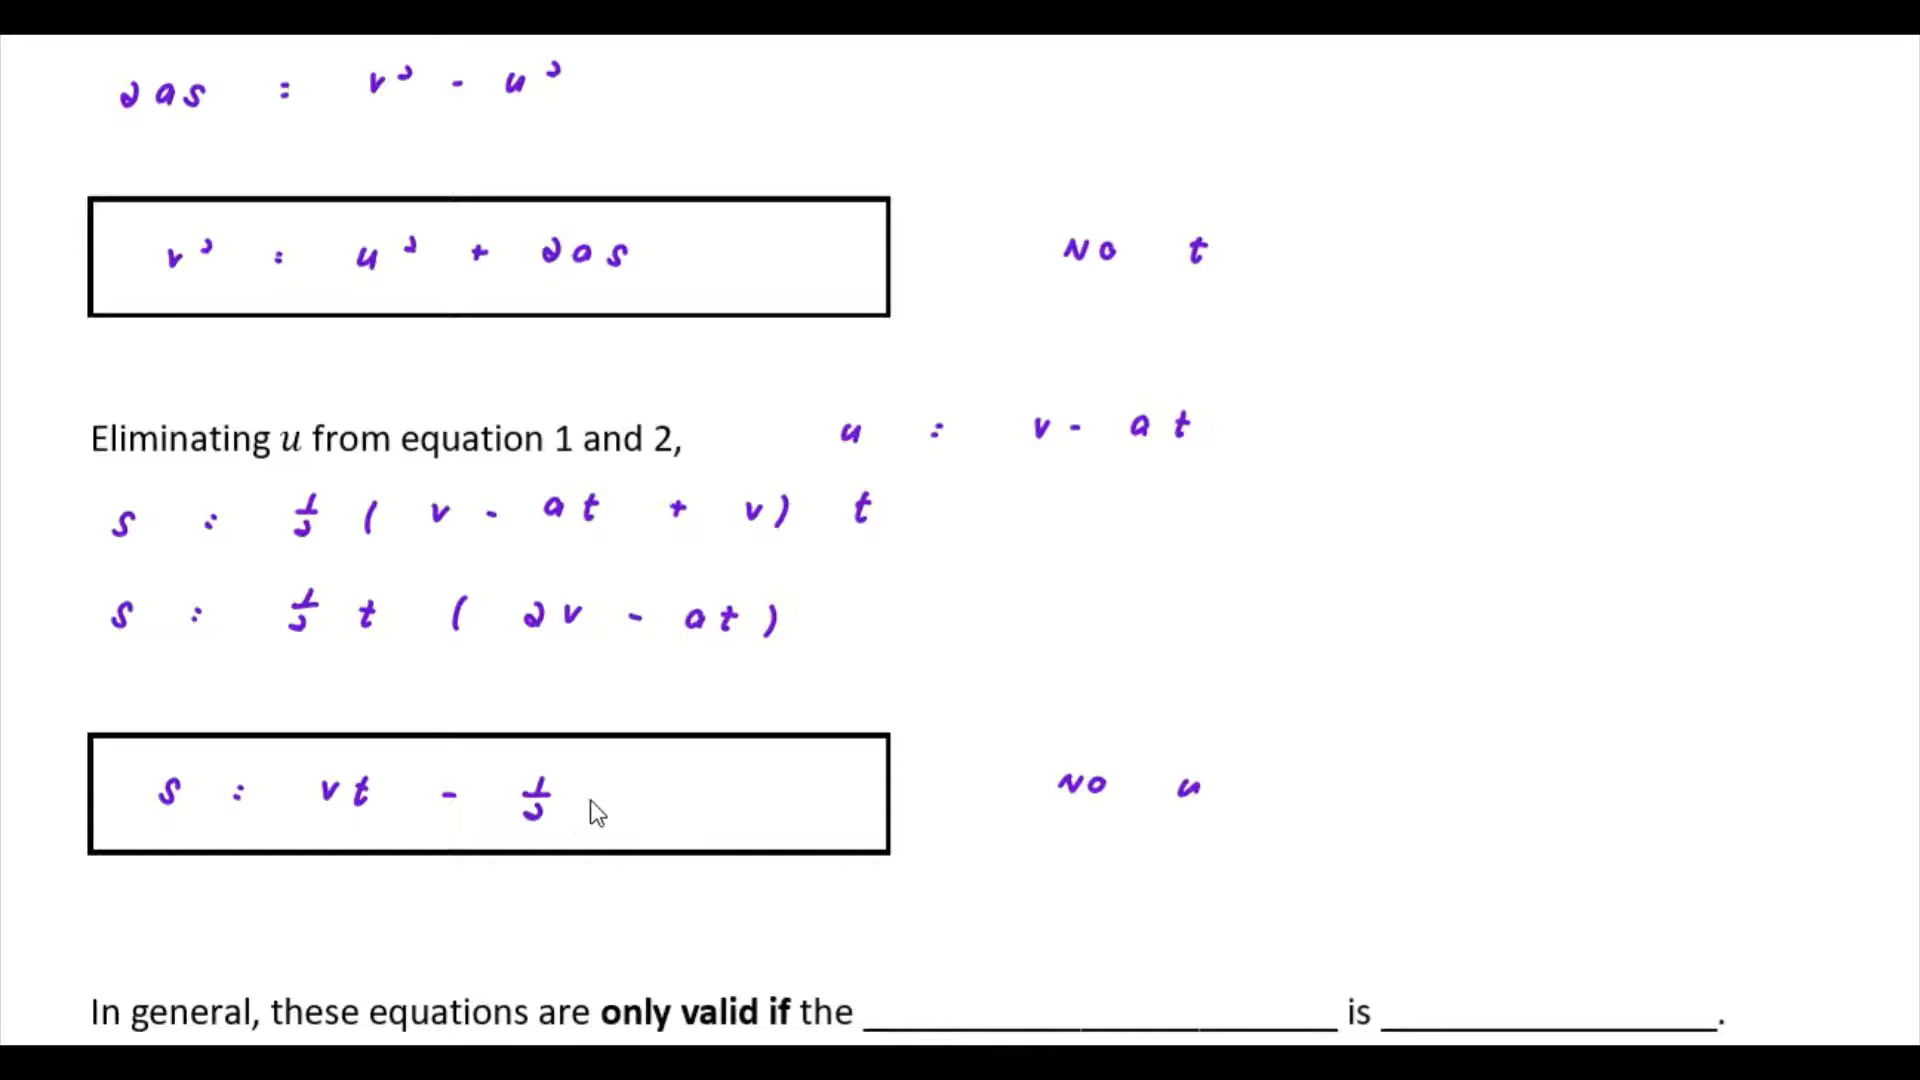 2as = v² - u²
v² = u² + 2as
No t
Eliminating u from equation 1 and 2,
u = v - at
s = ½ ( v - at + v) t
s = ½ t ( 2v - at )
s = vt - ½
No u
In general, these equations are only valid if the ____________________ is ______________.